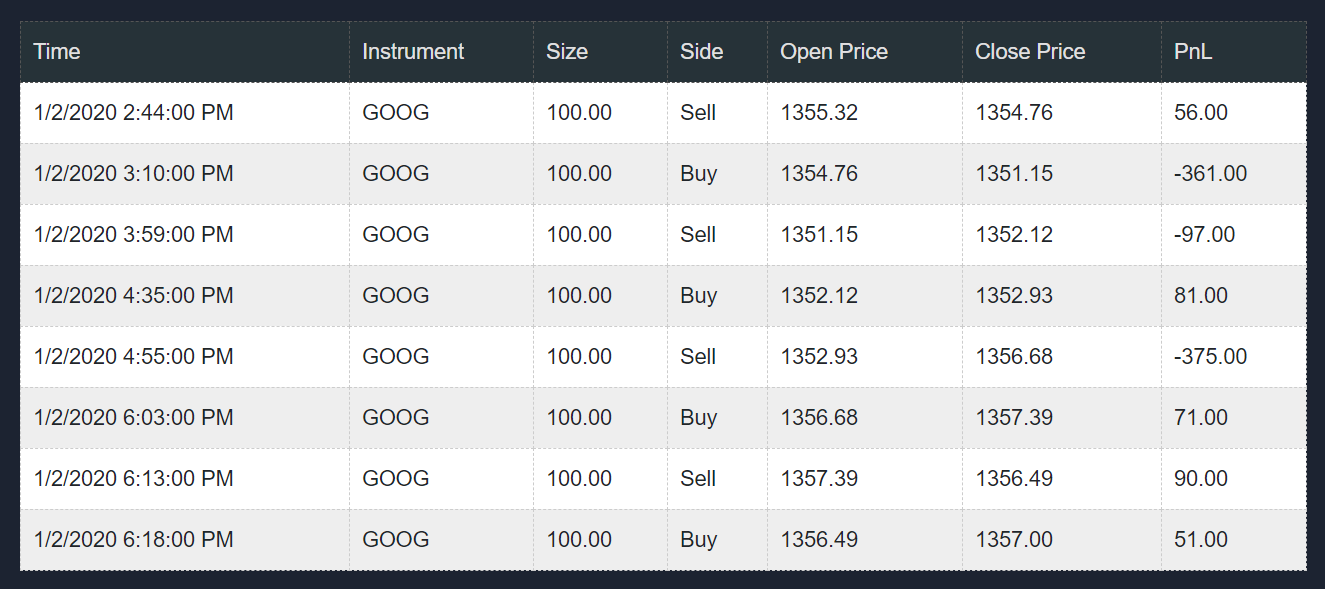 Time Instrument Size Side Open Price Close Price PnL
1/2/2020 2:44:00 PM GOOG 100.00 Sell 1355.32 1354.76 56.00
1/2/2020 3:10:00 PM GOOG 100.00 Buy 1354.76 1351.15 -361.00
1/2/2020 3:59:00 PM GOOG 100.00 Sell 1351.15 1352.12 -97.00
1/2/2020 4:35:00 PM GOOG 100.00 Buy 1352.12 1352.93 81.00
1/2/2020 4:55:00 PM GOOG 100.00 Sell 1352.93 1356.68 -375.00
1/2/2020 6:03:00 PM GOOG 100.00 Buy 1356.68 1357.39 71.00
1/2/2020 6:13:00 PM GOOG 100.00 Sell 1357.39 1356.49 90.00
1/2/2020 6:18:00 PM GOOG 100.00 Buy 1356.49 1357.00 51.00